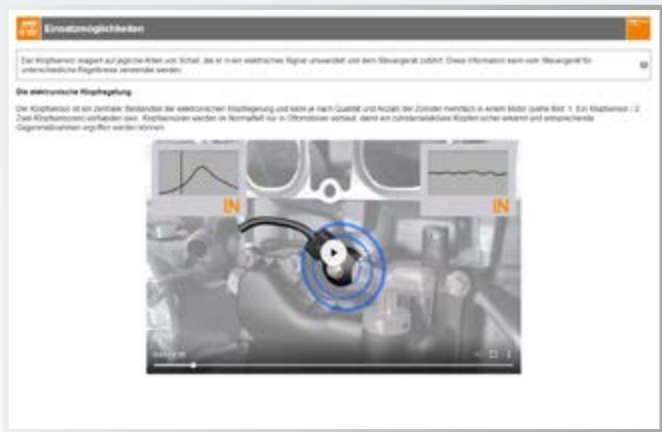 Einsatzmöglichkeiten
Der Klopfsensor reagiert auf jegliche Arten von Schall, die er in ein elektrisches Signal umwandelt und dem Steuergerät zuführt. Diese Information kann vom Steuergerät für
unterschiedliche Regelkreise verwendet werden.
Die elektronische Klopfregelung
Der Klopfsensor ist ein zentraler Bestandteil der elektronischen Klopfregelung und kann je nach Qualität und Anzahl der Zylinder mehrfach in einem Motor (siehe Bild: 1. Ein Klopfsensor / 2.
Zwei Klopfsensoren) vorhanden sein. Klopfsensoren werden im Normalfall nur in Ottomotoren verbaut, damit ein zylinderselektives Klopfen sicher erkannt und entsprechende
Gegenmaßnahmen ergriffen werden können.
IN
IN